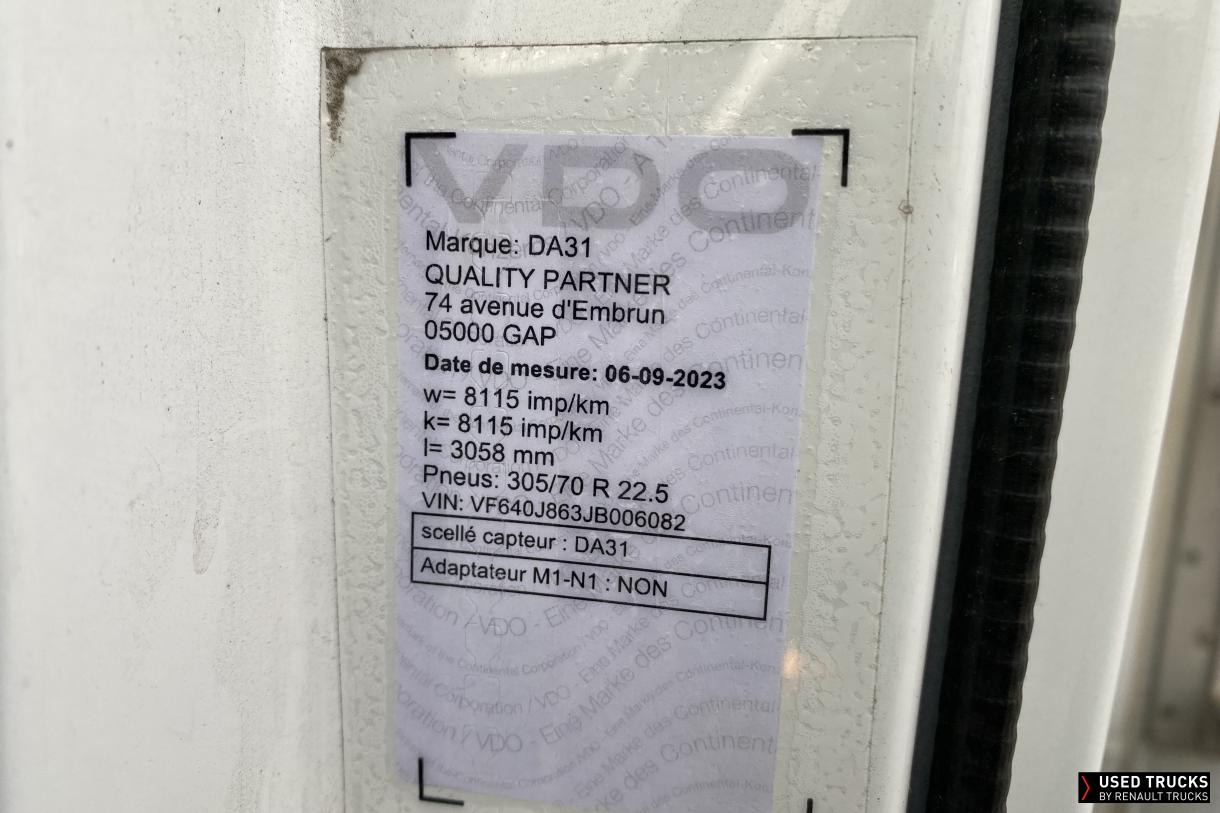 VDO
Marque: DA31
QUALITY PARTNER
74 avenue d'Embrun
05000 GAP
Date de mesure: 06-09-2023
w= 8115 imp/km
k= 8115 imp/km
l= 3058 mm
Pneus: 305/70 R 22.5
VIN: VF640J863JB006082
scellé capteur : DA31
Adaptateur M1-N1 : NON
USED TRUCKS
BY RENAULT TRUCKS